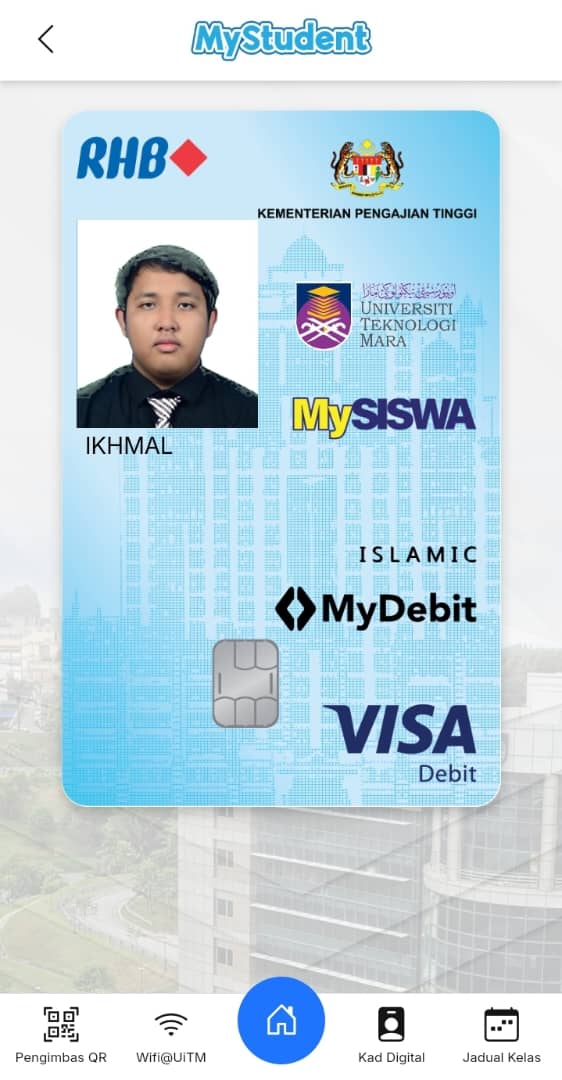 MyStudent
RHB
KEMENTERIAN PENGAJIAN TINGGI
UNIVERSITI
TEKNOLOGI
MARA
MySISWA
IKHMAL
ISLAMIC
MyDebit
VISA
Debit
Pengimbas QR
Wifi@UiTM
Kad Digital
Jadual Kelas